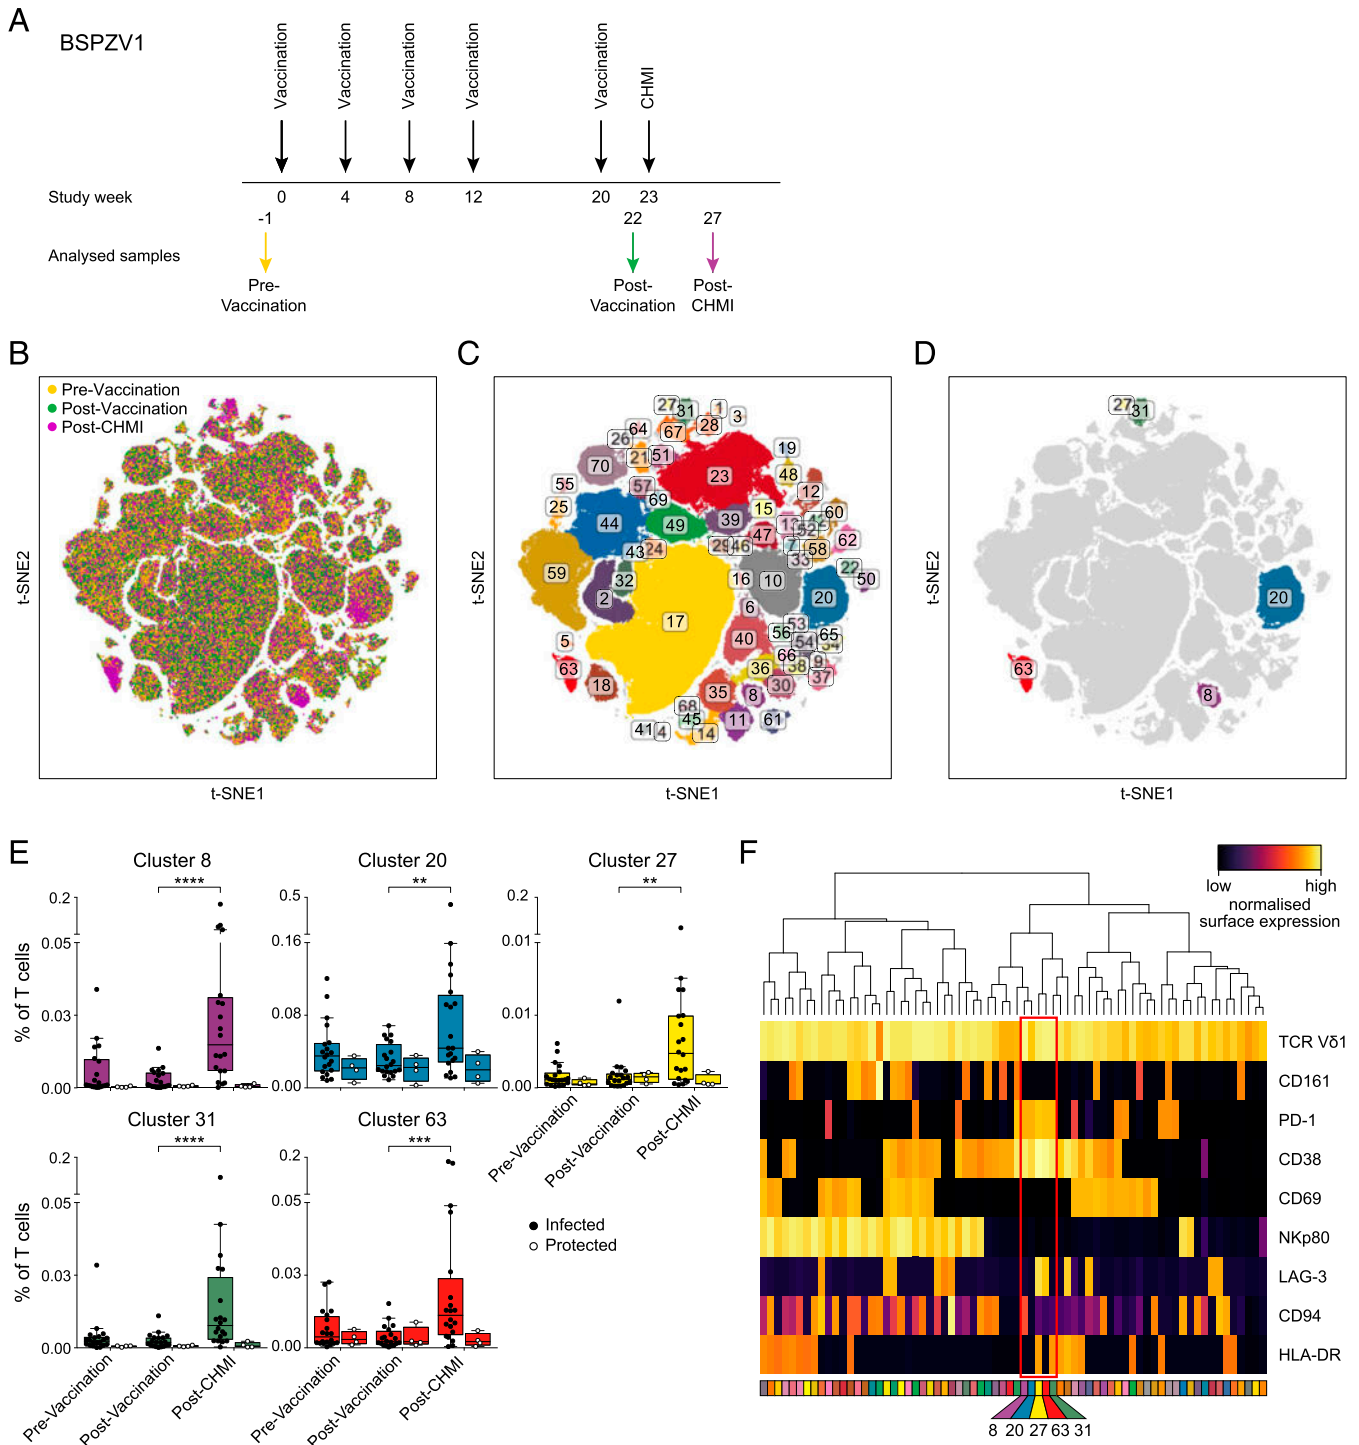 A
BSPZV1
Vaccination
Vaccination
Vaccination
Vaccination
Vaccination
CHMI
Study week
0
4
8
12
20
23
-1
22
27
Analysed samples
Pre-
Vaccination
Post-
Vaccination
Post-
CHMI
B
Pre-Vaccination
Post-Vaccination
Post-CHMI
t-SNE2
t-SNE1
C
27
31
1
3
28
67
64
26
21
51
70
23
19
48
12
55
57
69
25
44
49
39
15
47
60
52
62
7
58
33
43
24
29
46
59
32
2
16
10
20
22
50
17
6
40
53
56
54
65
5
63
66
38
9
37
36
30
18
35
8
68
45
11
61
41
4
14
t-SNE2
t-SNE1
D
27
31
20
63
8
t-SNE2
t-SNE1
E
Cluster 8
****
0.2
0.05
0.03
0.00
% of T cells
Cluster 20
**
0.5
0.16
0.08
0.00
Cluster 27
**
0.2
0.01
0.01
0.00
Pre-Vaccination
Post-Vaccination
Post-CHMI
Cluster 31
****
0.2
0.05
0.03
0.00
% of T cells
Pre-Vaccination
Post-Vaccination
Post-CHMI
Cluster 63
***
0.2
0.05
0.03
0.00
Pre-Vaccination
Post-Vaccination
Post-CHMI
Infected
Protected
F
low
high
normalised
surface expression
TCR Vδ1
CD161
PD-1
CD38
CD69
NKp80
LAG-3
CD94
HLA-DR
8 20 27 63 31